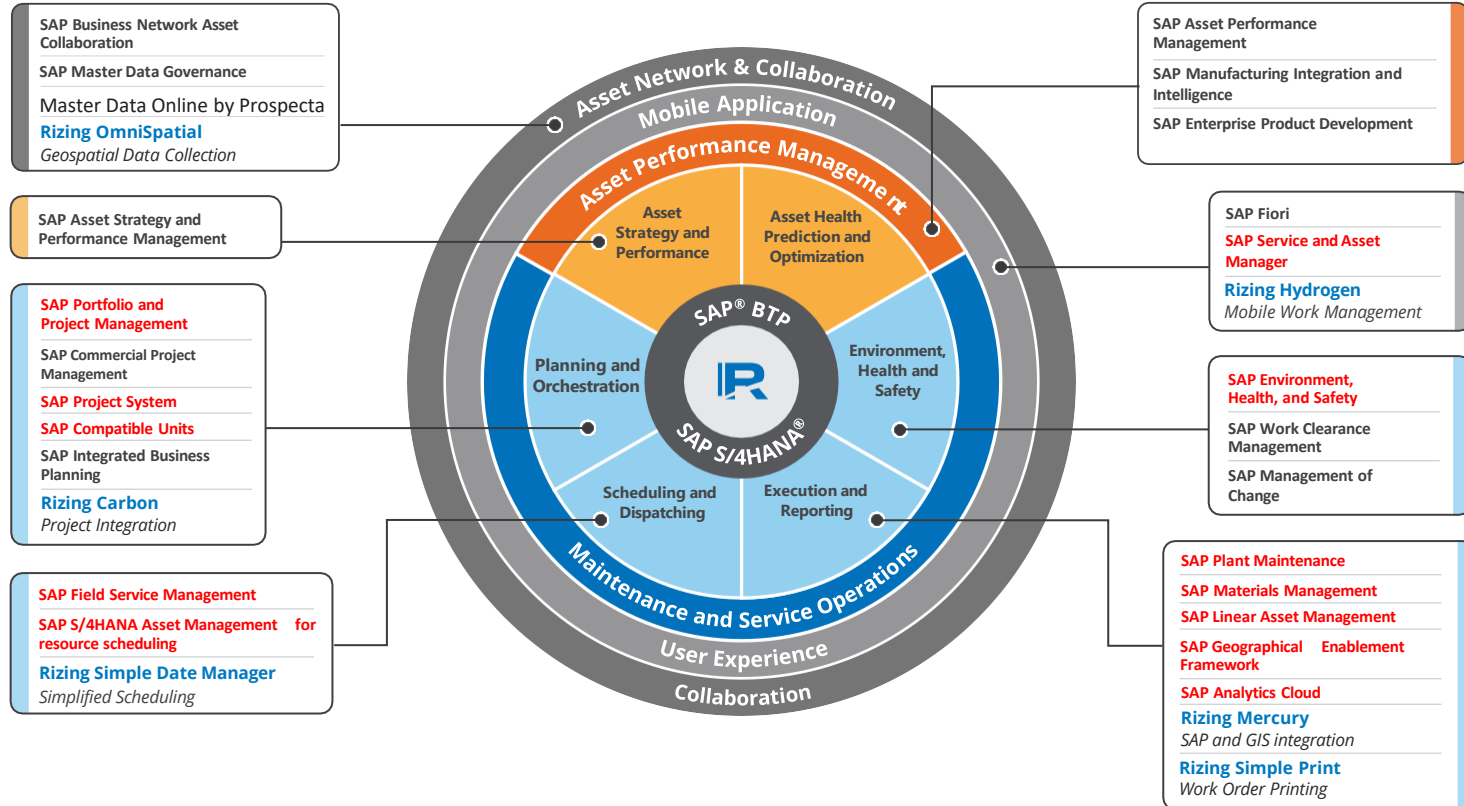 SAP Business Network Asset
Collaboration
SAP Master Data Governance
Master Data Online by Prospecta
Rizing OmniSpatial
Geospatial Data Collection
SAP Asset Strategy and
Performance Management
SAP Portfolio and
Project Management
SAP Commercial Project
Management
SAP Project System
SAP Compatible Units
SAP Integrated Business
Planning
Rizing Carbon
Project Integration
SAP Field Service Management
SAP S/4HANA Asset Management for
resource scheduling
Rizing Simple Date Manager
Simplified Scheduling
Asset Network & Collaboration
Mobile Application
Asset Performance Management
Asset
Strategy and
Performance
Asset Health
Prediction and
Optimization
SAP® BTP
R
SAP S/4HANA®
Planning and
Orchestration
Environment,
Health and
Safety
Scheduling and
Dispatching
Execution and
Reporting
Maintenance and Service Operations
User Experience
Collaboration
SAP Asset Performance
Management
SAP Manufacturing Integration and
Intelligence
SAP Enterprise Product Development
SAP Fiori
SAP Service and Asset
Manager
Rizing Hydrogen
Mobile Work Management
SAP Environment,
Health, and Safety
SAP Work Clearance
Management
SAP Management of
Change
SAP Plant Maintenance
SAP Materials Management
SAP Linear Asset Management
SAP Geographical Enablement
Framework
SAP Analytics Cloud
Rizing Mercury
SAP and GIS integration
Rizing Simple Print
Work Order Printing